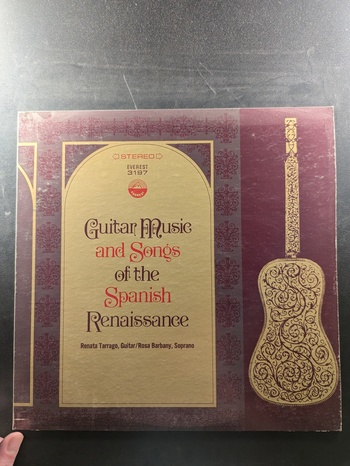 STEREO
EVEREST
3197
Guitar Music
and Songs
of the
Spanish
Renaissance
Renata Tarrago, Guitar/Rosa Barbany, Soprano